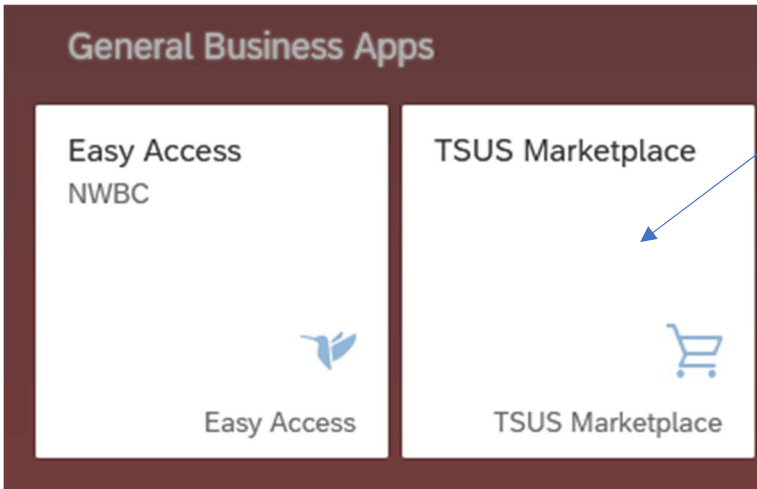 General Business Apps
Easy Access
NWBC
Easy Access
TSUS Marketplace
TSUS Marketplace